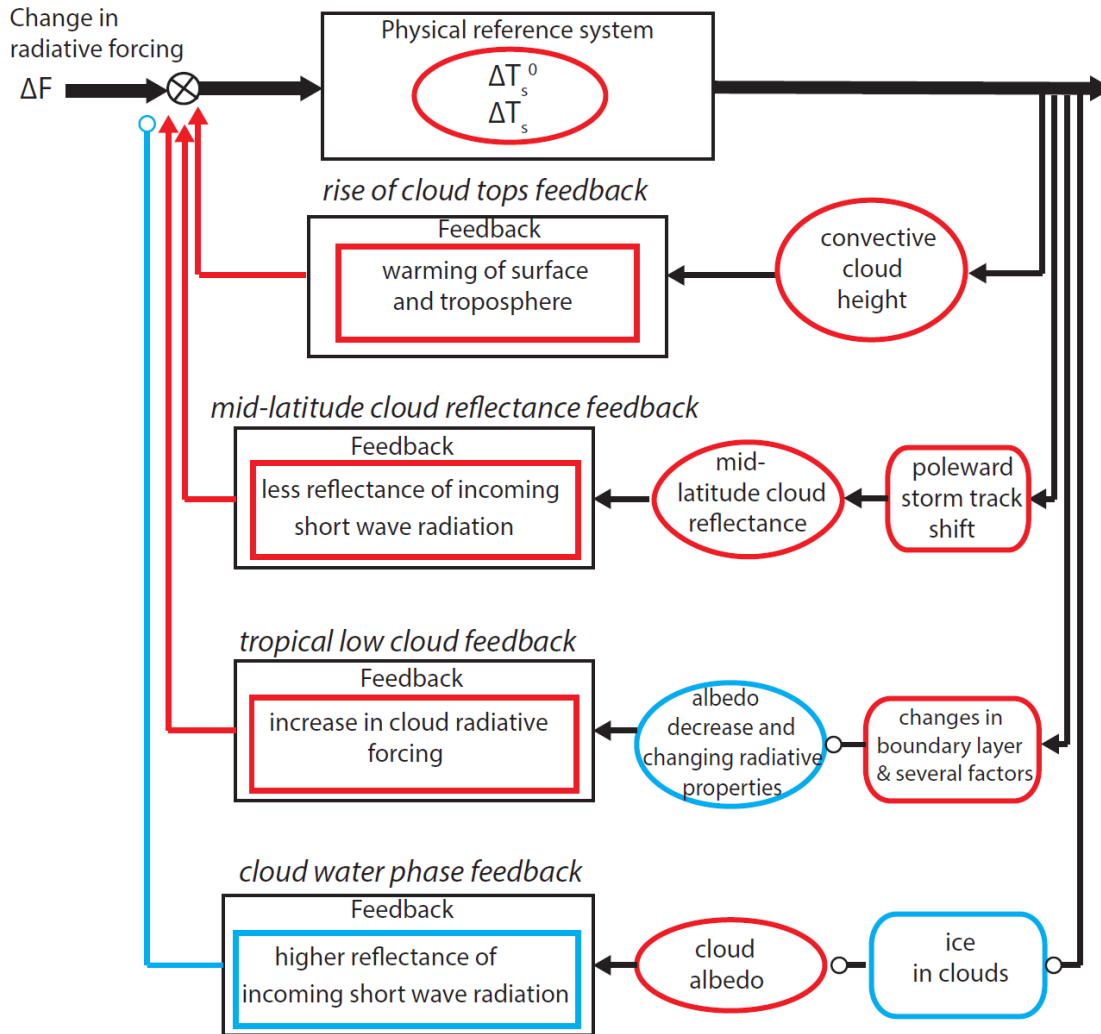 Change in
radiative forcing
ΔF
Physical reference system
ΔTs⁰
ΔTs
rise of cloud tops feedback
Feedback
warming of surface
and troposphere
convective
cloud
height
mid-latitude cloud reflectance feedback
Feedback
less reflectance of incoming
short wave radiation
mid-
latitude cloud
reflectance
poleward
storm track
shift
tropical low cloud feedback
Feedback
increase in cloud radiative
forcing
albedo
decrease and
changing radiative
properties
changes in
boundary layer
& several factors
cloud water phase feedback
Feedback
higher reflectance of
incoming short wave radiation
cloud
albedo
ice
in clouds